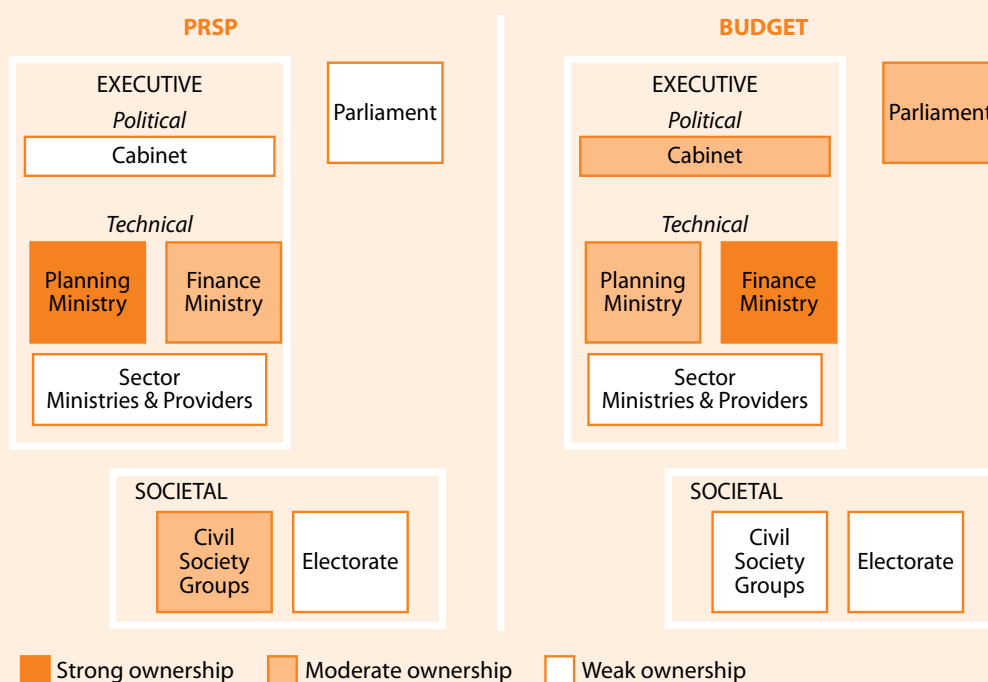 PRSP
EXECUTIVE
Political
Cabinet
Parliament
Technical
Planning
Ministry
Finance
Ministry
Sector
Ministries & Providers
SOCIETAL
Civil
Society
Groups
Electorate
BUDGET
EXECUTIVE
Political
Cabinet
Parliament
Technical
Planning
Ministry
Finance
Ministry
Sector
Ministries & Providers
SOCIETAL
Civil
Society
Groups
Electorate
Strong ownership
Moderate ownership
Weak ownership